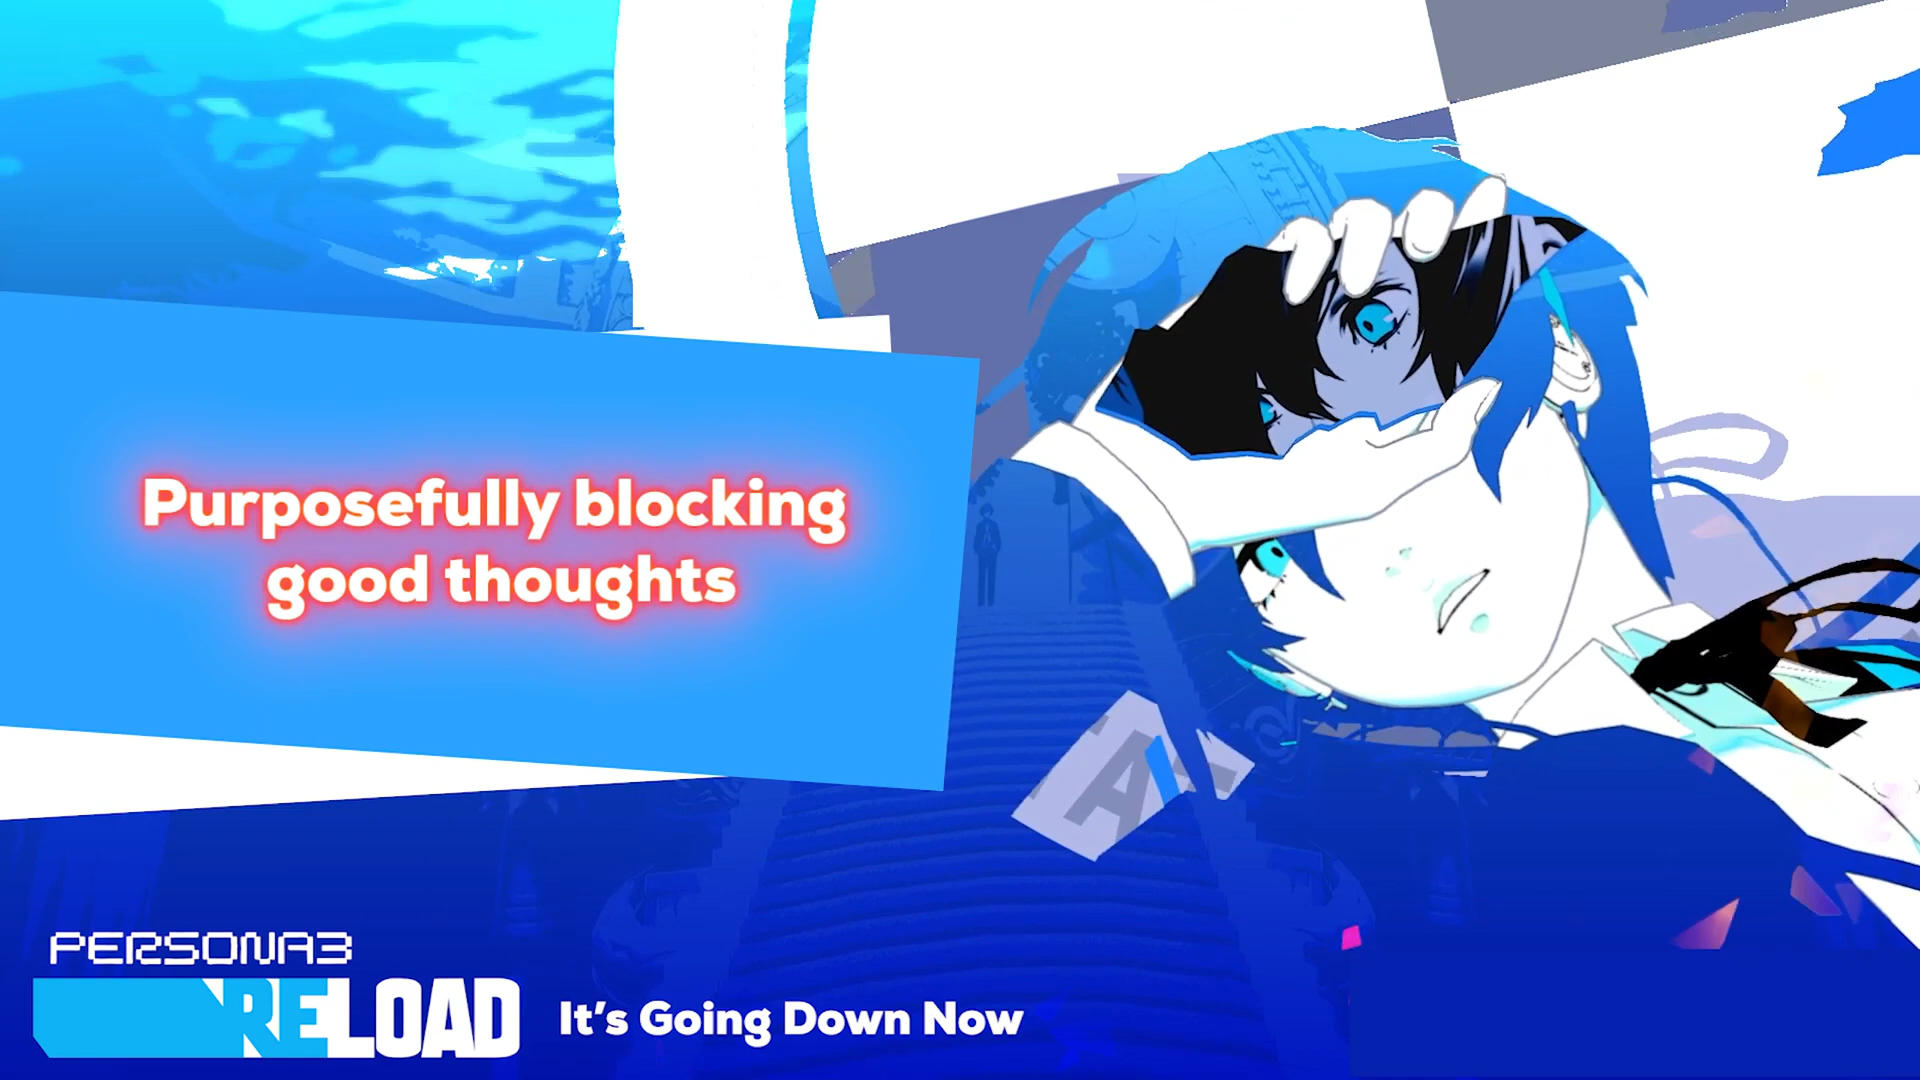 Purposefully blocking
good thoughts
A
PERSONA3
RELOAD
It's Going Down Now